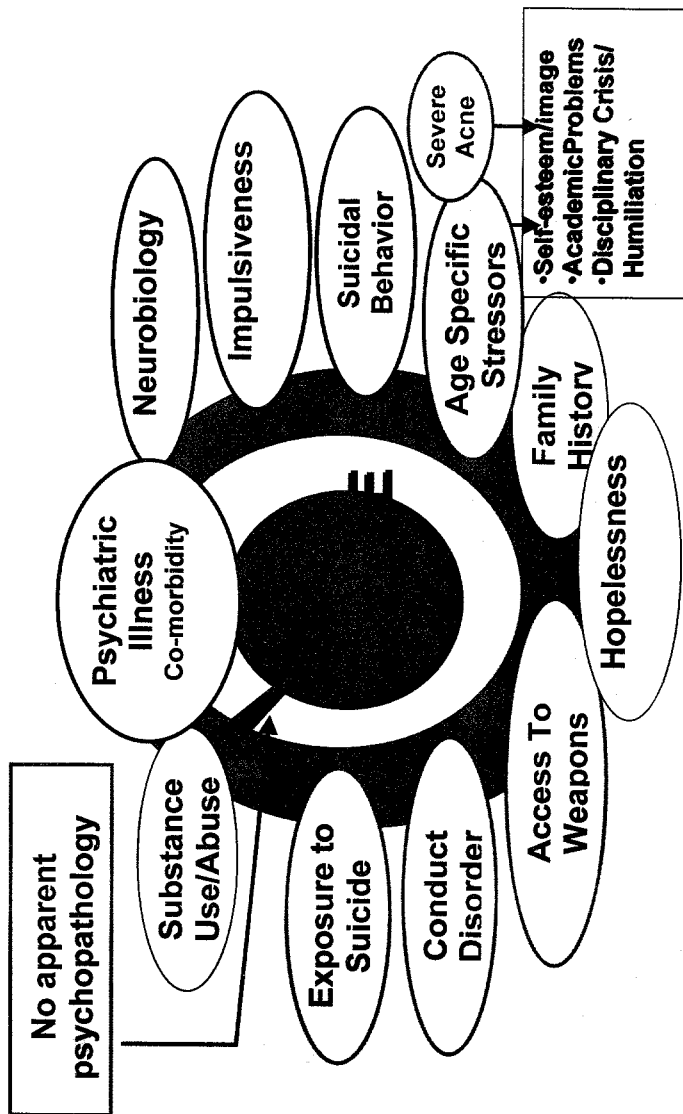 No apparent
psychopathology
Psychiatric
Illness
Co-morbidity
Neurobiology
Impulsiveness
Suicidal
Behavior
Severe
Acne
Age Specific
Stressors
•Self-esteem/image
•AcademicProblems
•Disciplinary Crisis/
Humiliation
Family
History
Hopelessness
Access To
Weapons
Conduct
Disorder
Exposure to
Suicide
Substance
Use/Abuse